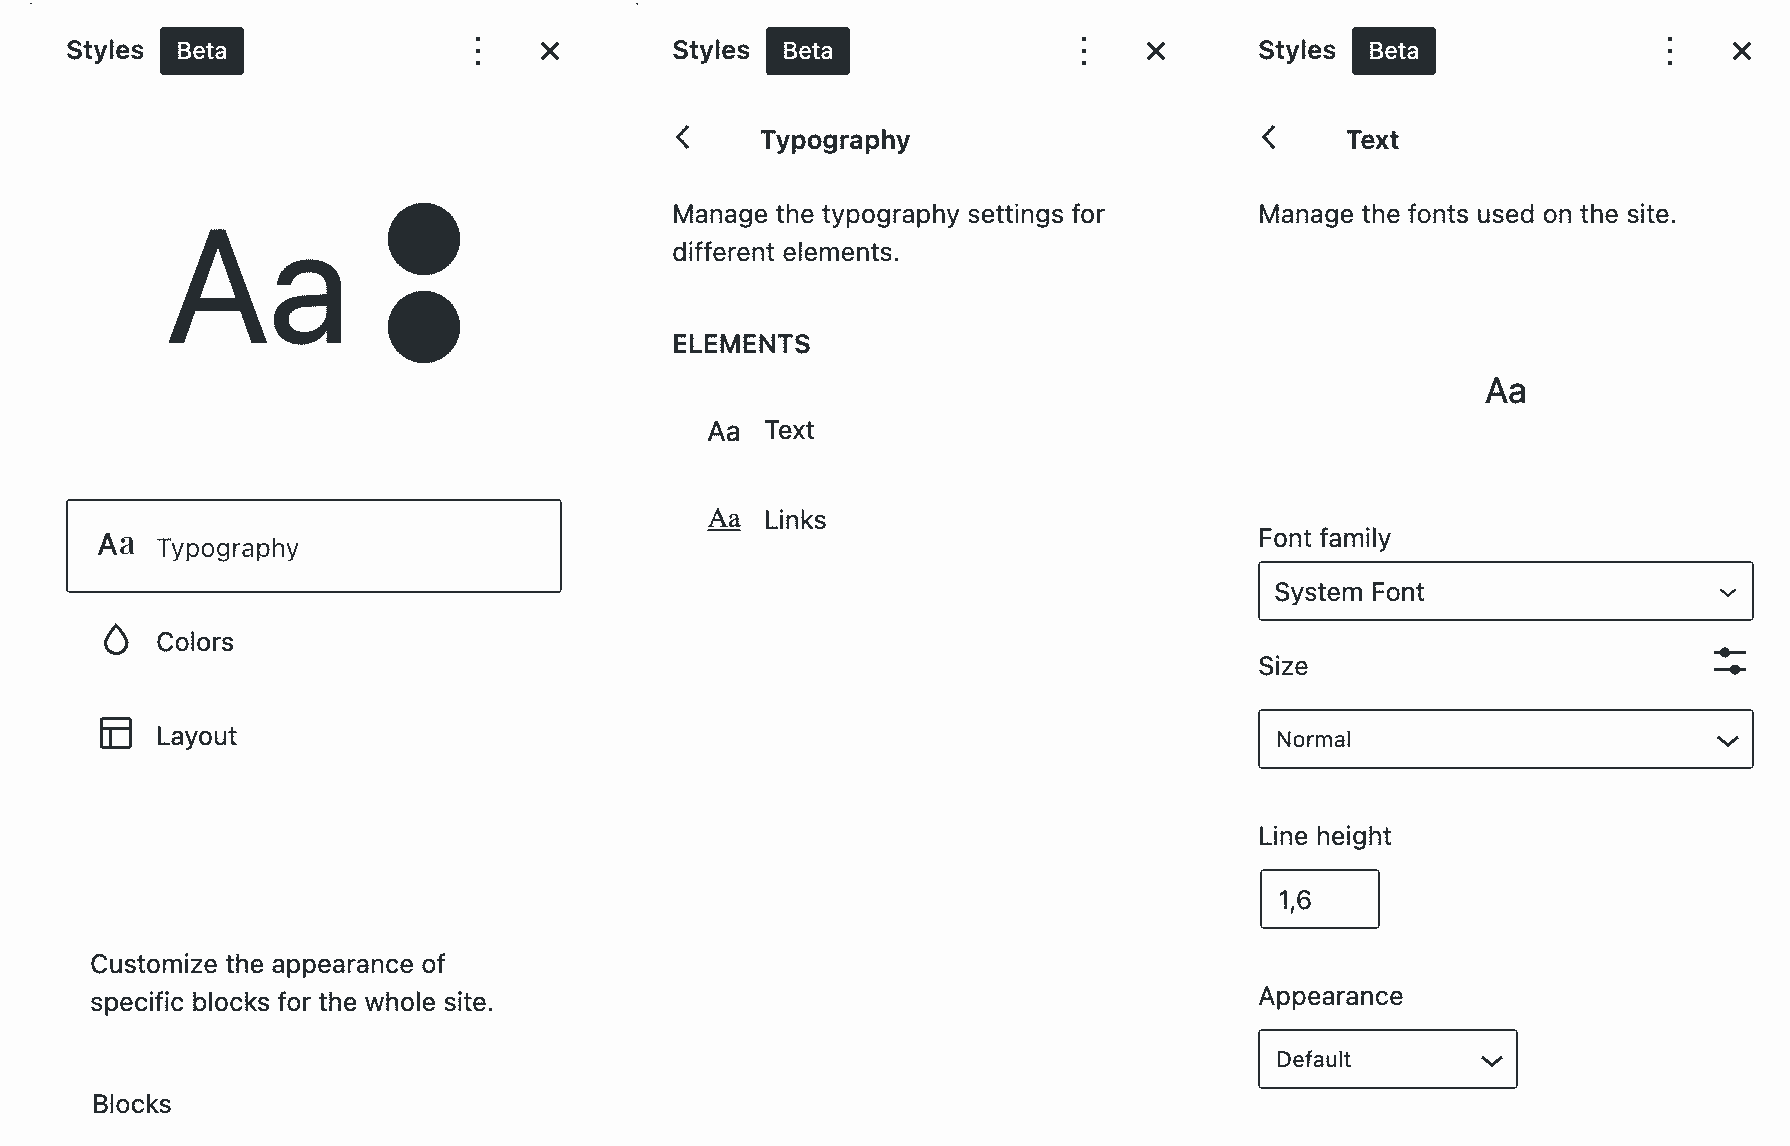 Styles Beta
Aa
Aa Typography
Colors
Layout
Customize the appearance of
specific blocks for the whole site.
Blocks
Styles Beta
Typography
Manage the typography settings for
different elements.
ELEMENTS
Aa Text
Aa Links
Styles Beta
Text
Manage the fonts used on the site.
Aa
Font family
System Font
Size
Normal
Line height
1,6
Appearance
Default